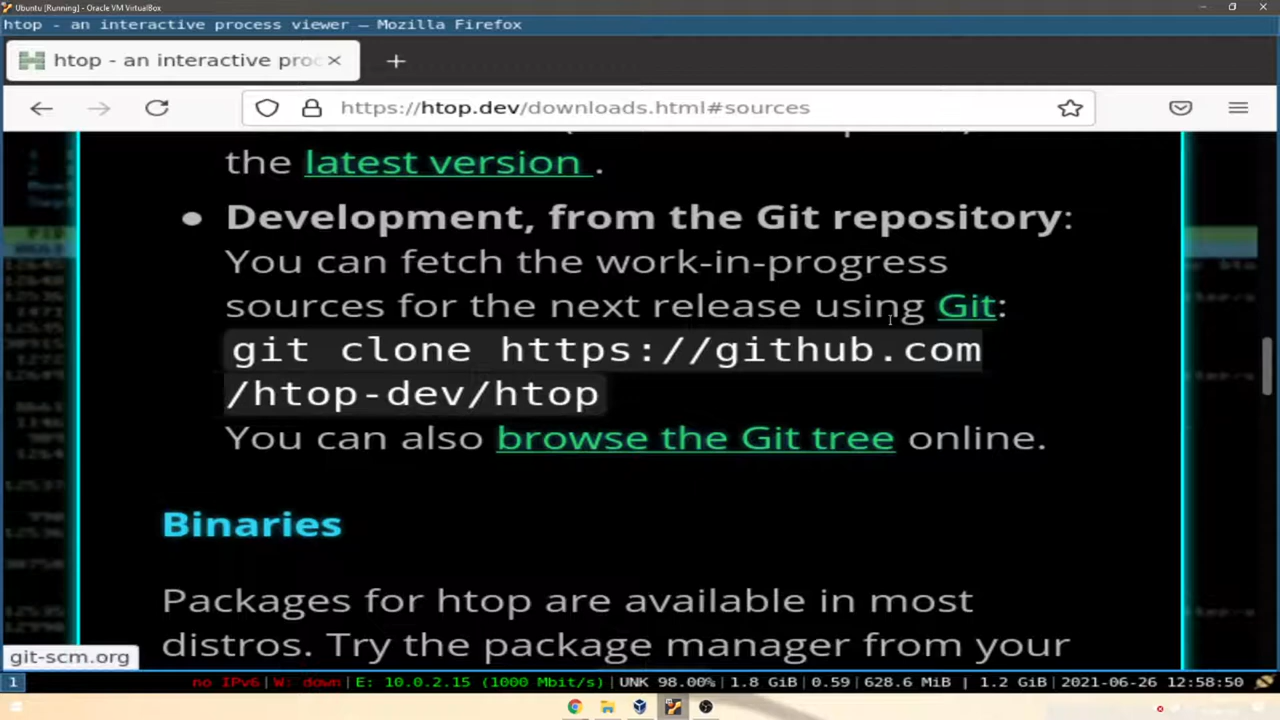 Ubuntu [Running] - Oracle VM VirtualBox
htop - an interactive process viewer — Mozilla Firefox
htop - an interactive pro
https://htop.dev/downloads.html#sources
the latest version .
Development, from the Git repository:
You can fetch the work-in-progress
sources for the next release using Git:
git clone https://github.com
/htop-dev/htop
You can also browse the Git tree online.
Binaries
Packages for htop are available in most
distros. Try the package manager from your
git-scm.org
1 no IPv6|W: down|E: 10.0.2.15 (1000 Mbit/s)|UNK 98.00%|1.8 GiB|0.59|628.6 MiB | 1.2 GiB|2021-06-26 12:58:50